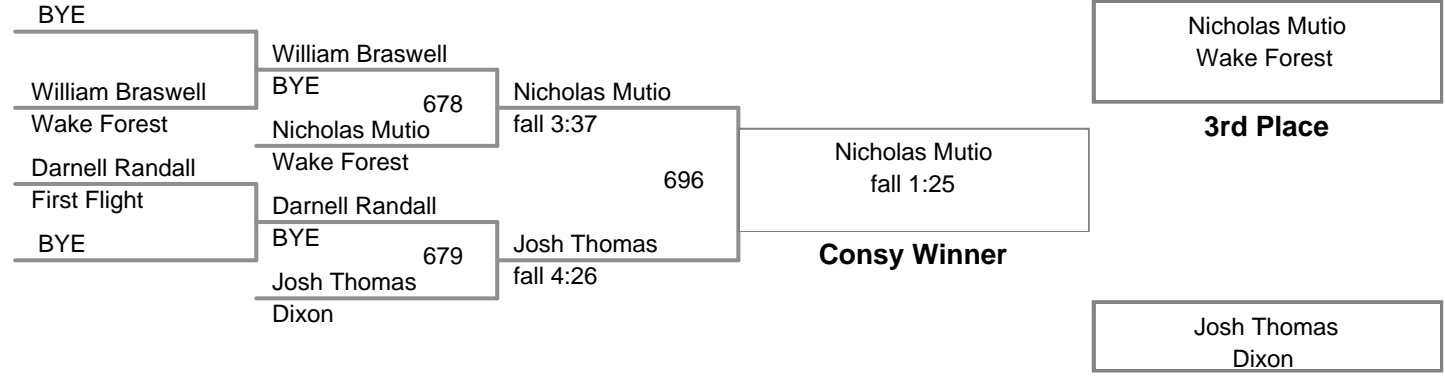 BYE
William Braswell
Wake Forest
Darnell Randall
First Flight
BYE
William Braswell
BYE
678
Nicholas Mutio
Wake Forest
Darnell Randall
BYE
679
Josh Thomas
Dixon
Nicholas Mutio
fall 3:37
696
Josh Thomas
fall 4:26
Nicholas Mutio
fall 1:25
Consy Winner
Nicholas Mutio
Wake Forest
3rd Place
Josh Thomas
Dixon